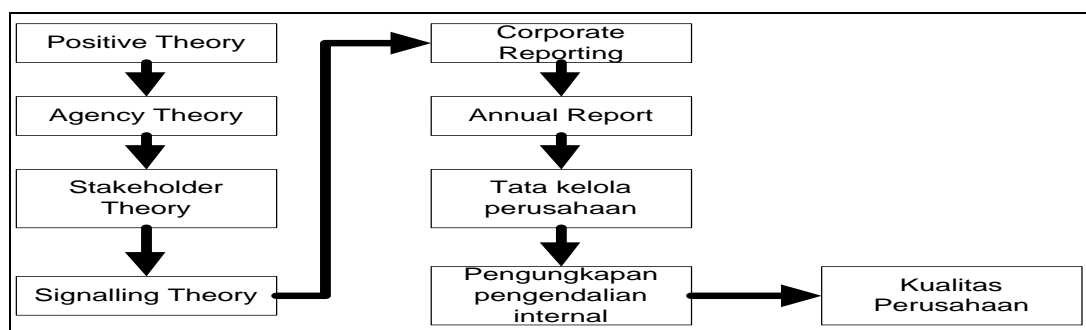 Positive Theory
Agency Theory
Stakeholder
Theory
Signalling Theory
Corporate
Reporting
Annual Report
Tata kelola
perusahaan
Pengungkapan
pengendalian
internal
Kualitas
Perusahaan